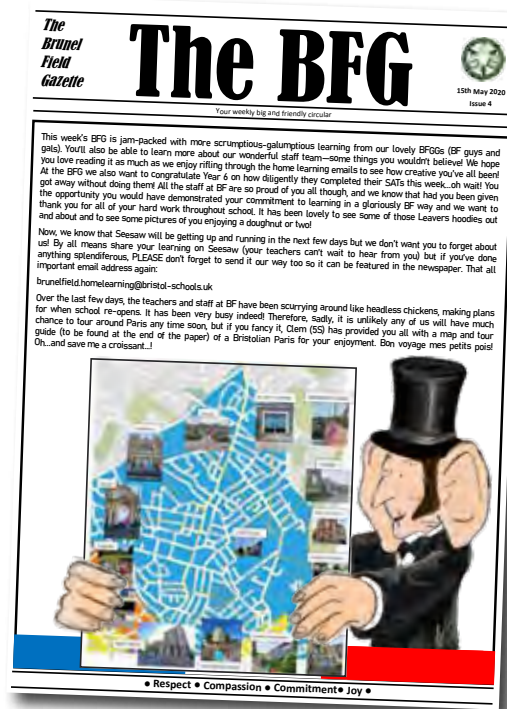 The
Brunel
Field
Gazette
The BFG
15th May 2020
Issue 4
Your weekly big and friendly circular
This week's BFG is jam-packed with more scrumptious-galumptious learning from our lovely BFGGs (BF guys and
gals). You'll also be able to learn more about our wonderful staff team—some things you wouldn't believe! We hope
you love reading it as much as we enjoy rifling through the home learning emails to see how creative you've all been!
At the BFG we also want to congratulate Year 6 on how diligently they completed their SATs this week...oh wait! You
got away without doing them! All the staff at BF are so proud of you all though, and we know that had you been given
the opportunity you would have demonstrated your commitment to learning in a gloriously BF way and we want to
thank you for all of your hard work throughout school. It has been lovely to see some of those Leavers hoodies out
and about and to see some pictures of you enjoying a doughnut or two!
Now, we know that Seesaw will be getting up and running in the next few days but we don't want you to forget about
us! By all means share your learning on Seesaw (your teachers can't wait to hear from you) but if you've done
anything splendiferous, PLEASE don't forget to send it our way too so it can be featured in the newspaper. That all
important email address again:
brunelfield.homelearning@bristol-schools.uk
Over the last few days, the teachers and staff at BF have been scurrying around like headless chickens, making plans
for when school re-opens. It has been very busy indeed! Therefore, sadly, it is unlikely any of us will have much
chance to tour around Paris any time soon, but if you fancy it, Clem (5S) has provided you all with a map and tour
guide (to be found at the end of the paper) of a Bristolian Paris for your enjoyment. Bon voyage mes petits pois!
Oh...and save me a croissant...!
• Respect • Compassion • Commitment• Joy •